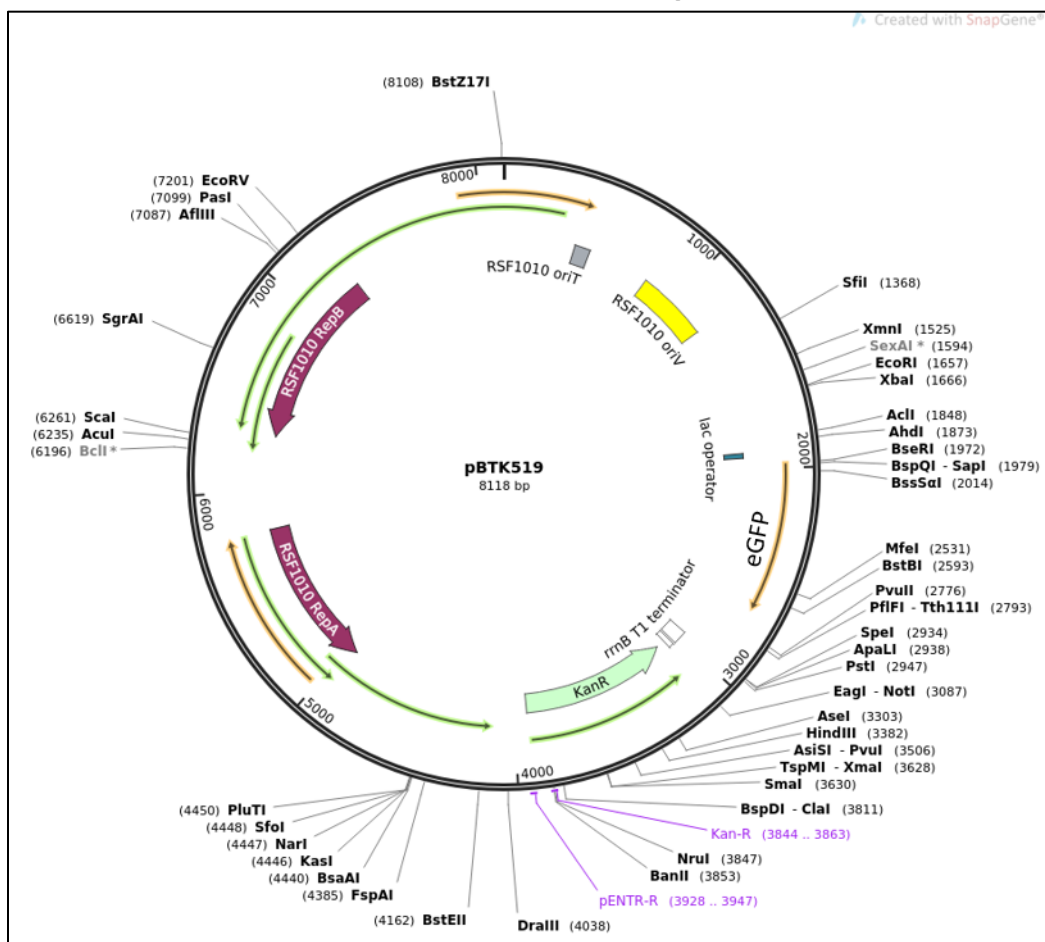 Created with SnapGene®
(8108) BstZ17I
8000
(7201) EcoRV
(7099) PasI
(7087) AflIII
7000
(6619) SgrAI
(6261) ScaI
(6235) AcuI
(6196) BclI *
6000
5000
1000
SfiI (1368)
XmnI (1525)
SexAI * (1594)
EcoRI (1657)
XbaI (1666)
AclI (1848)
AhdI (1873)
BseRI (1972)
BspQI - SapI (1979)
BssSαI (2014)
2000
MfeI (2531)
BstBI (2593)
PvuII (2776)
PflFI - Tth111I (2793)
SpeI (2934)
ApaLI (2938)
PstI (2947)
3000
EagI - NotI (3087)
AseI (3303)
HindIII (3382)
AsiSI - PvuI (3506)
TspMI - XmaI (3628)
SmaI (3630)
BspDI - ClaI (3811)
Kan-R (3844 .. 3863)
NruI (3847)
BanII (3853)
pENTR-R (3928 .. 3947)
4000
DraIII (4038)
(4162) BstEII
(4385) FspAI
(4440) BsaAI
(4446) KasI
(4447) NarI
(4448) SfoI
(4450) PluTI
RSF1010 oriT
RSF1010 oriV
RSF1010 RepB
lac operator
pBTK519
8118 bp
eGFP
RSF1010 RepA
rrnB T1 terminator
KanR